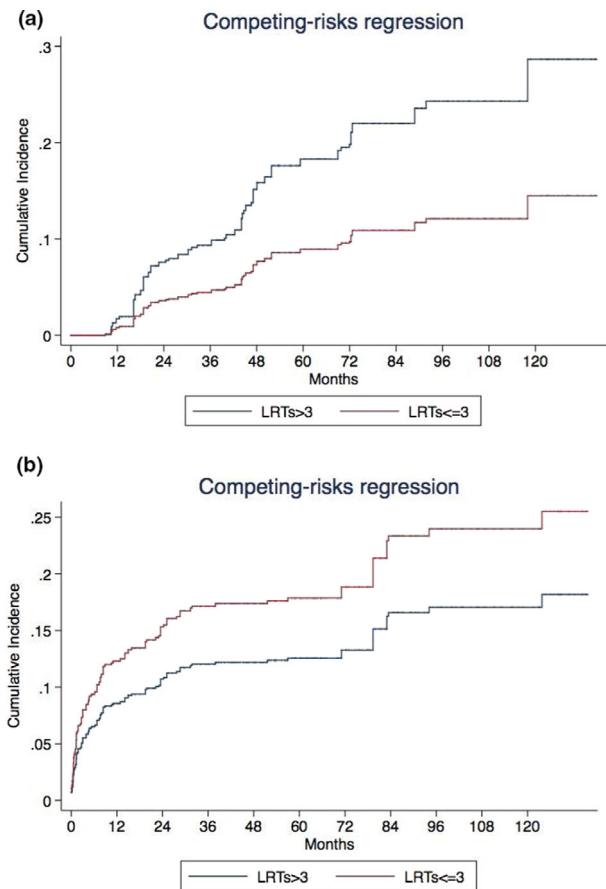 (a)
Competing-risks regression
Cumulative Incidence
.3
.2
.1
0
0 12 24 36 48 60 72 84 96 108 120
Months
LRTs>3 LRTs<=3
(b)
Competing-risks regression
Cumulative Incidence
.25
.2
.15
.1
.05
0
0 12 24 36 48 60 72 84 96 108 120
Months
LRTs>3 LRTs<=3